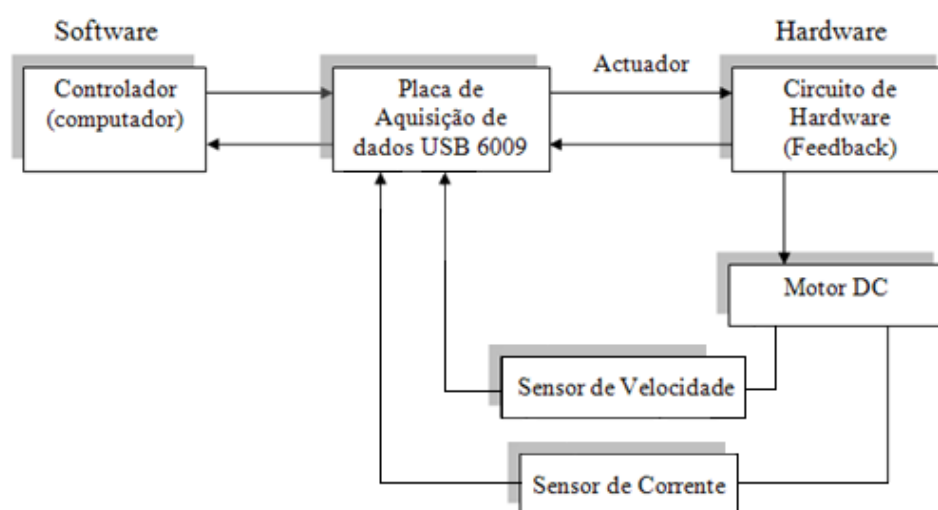 Software
Hardware
Controlador
(computador)
Placa de
Aquisição de
dados USB 6009
Actuador
Circuito de
Hardware
(Feedback)
Motor DC
Sensor de Velocidade
Sensor de Corrente